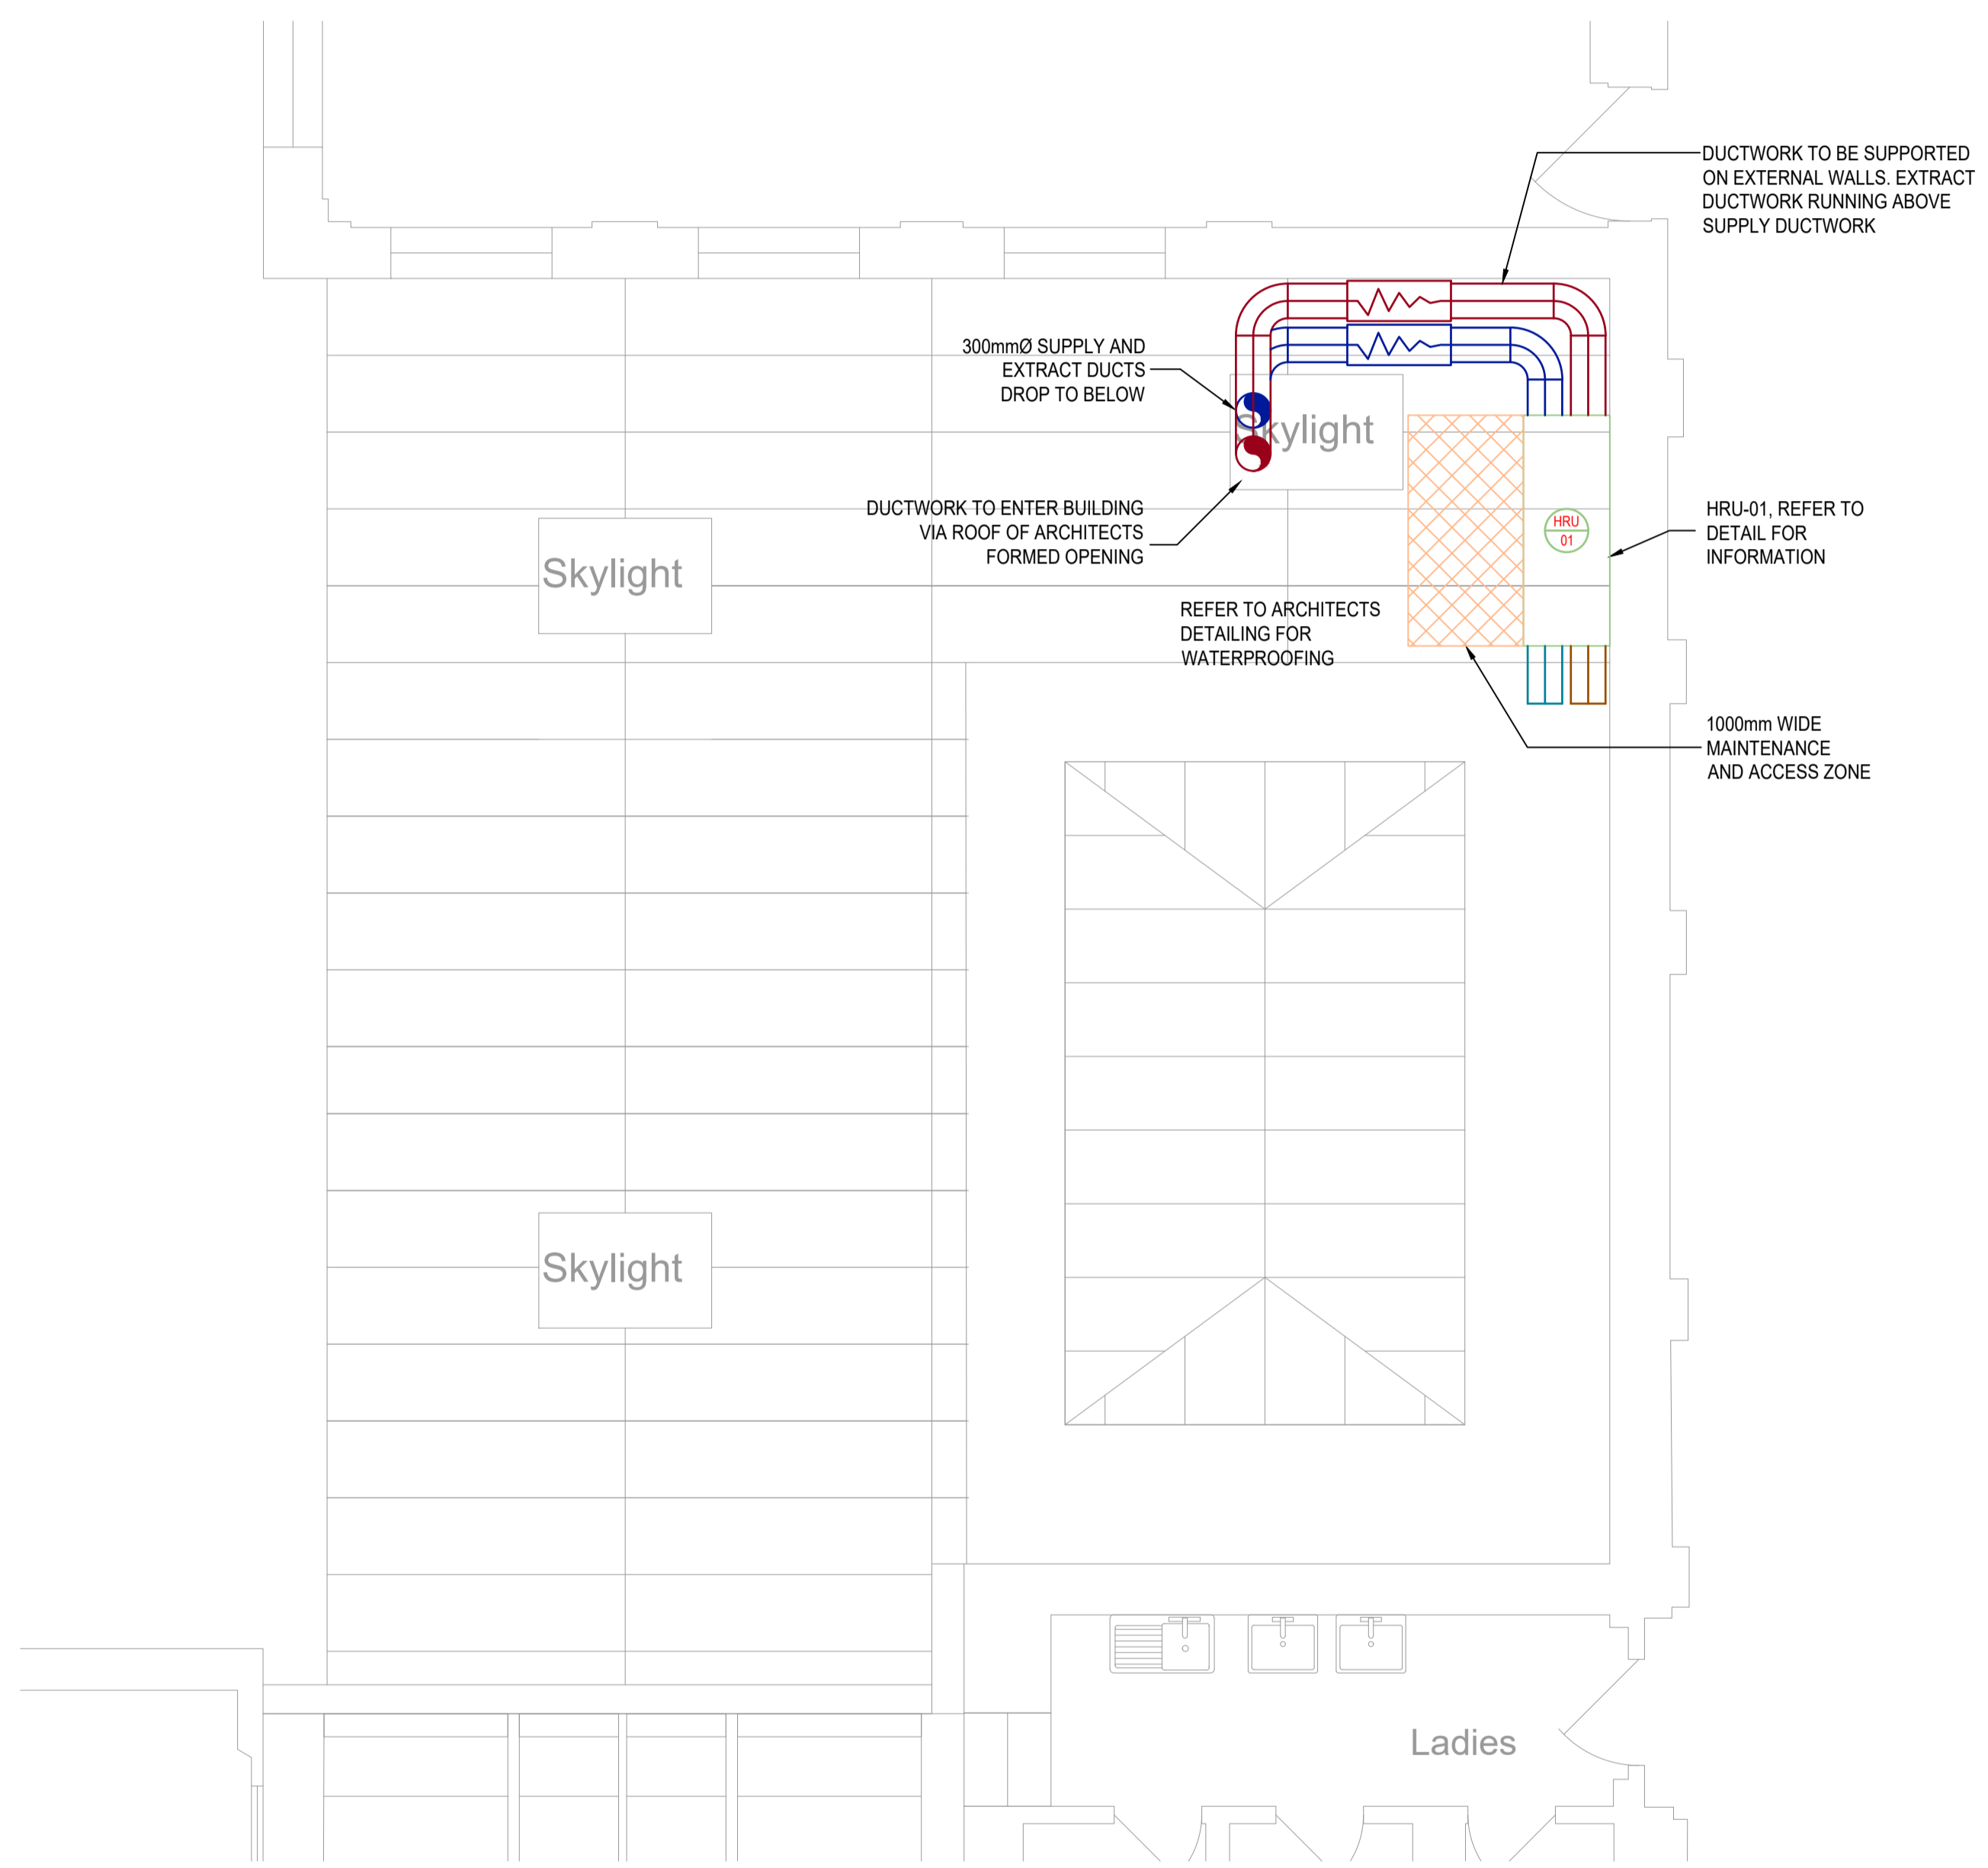 DUCTWORK TO BE SUPPORTED
ON EXTERNAL WALLS. EXTRACT
DUCTWORK RUNNING ABOVE
SUPPLY DUCTWORK
300mmØ SUPPLY AND
EXTRACT DUCTS
DROP TO BELOW
Skylight
DUCTWORK TO ENTER BUILDING
VIA ROOF OF ARCHITECTS
FORMED OPENING
HRU
01
HRU-01, REFER TO
DETAIL FOR
INFORMATION
Skylight
REFER TO ARCHITECTS
DETAILING FOR
WATERPROOFING
1000mm WIDE
MAINTENANCE
AND ACCESS ZONE
Skylight
Ladies